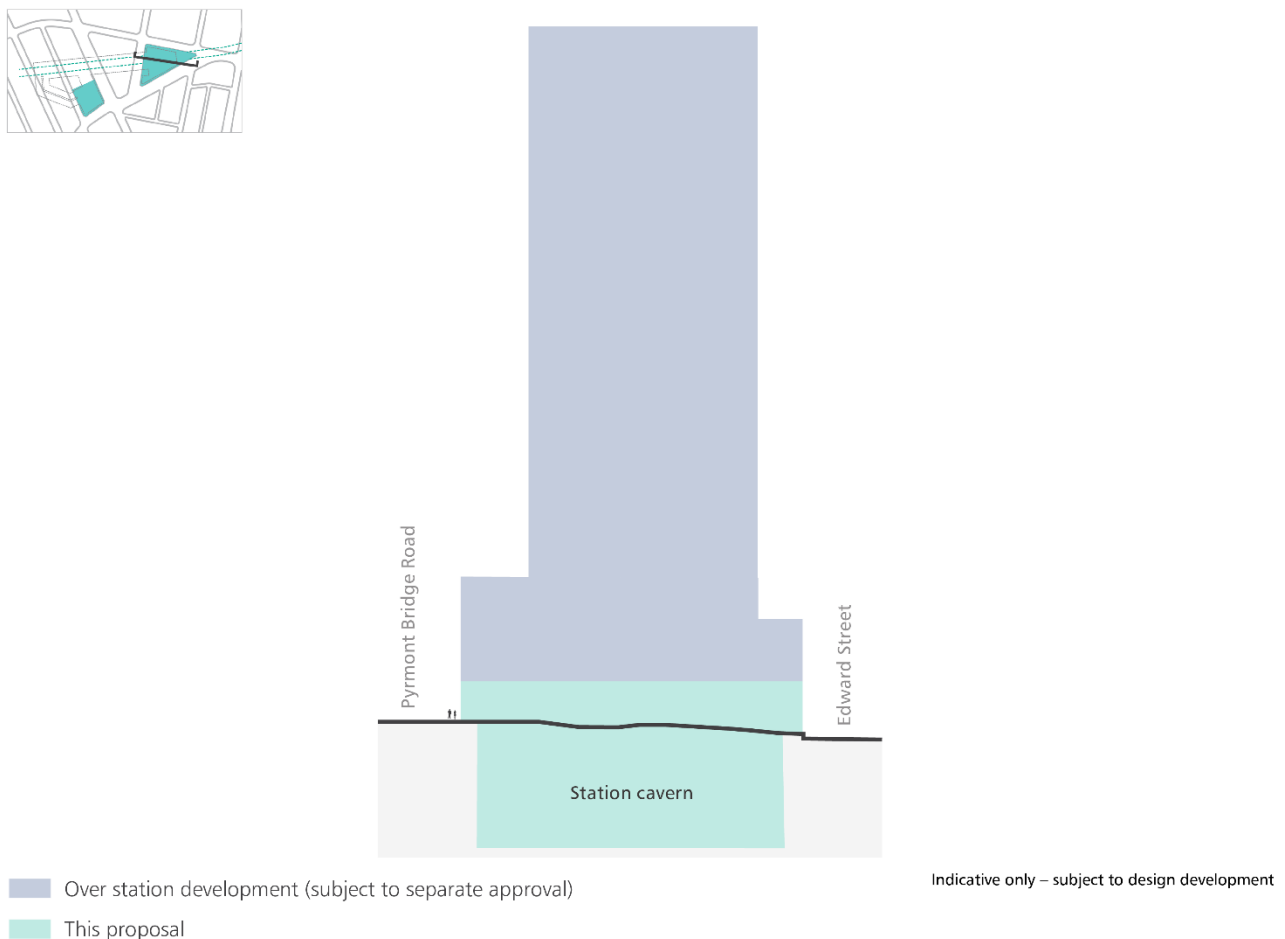 Pyrmont Bridge Road
Edward Street
Station cavern
Over station development (subject to separate approval)
This proposal
Indicative only – subject to design development